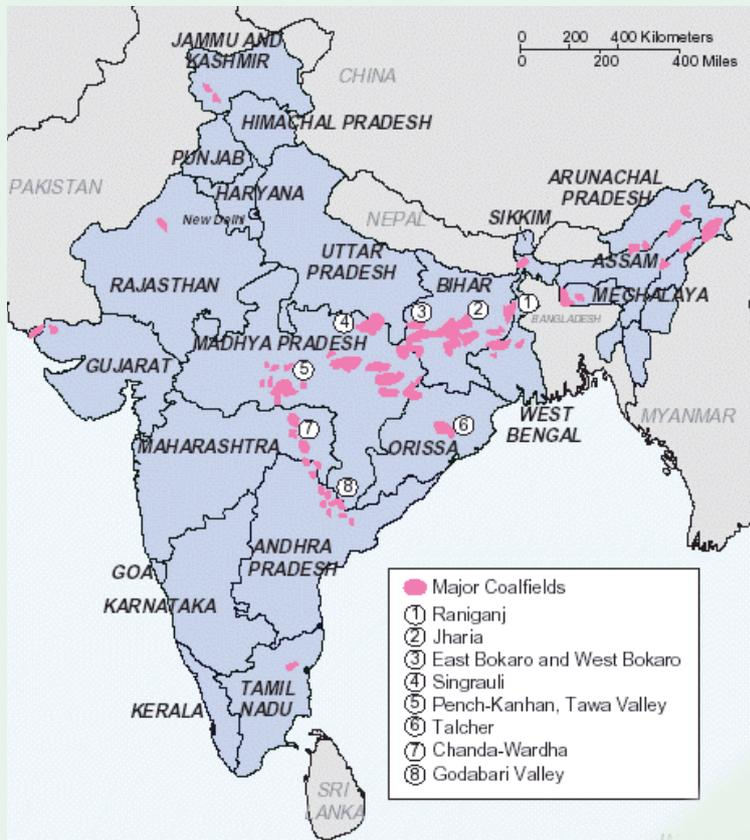 JAMMU AND
KASHMIR
0 200 400 Kilometers
0 200 400 Miles
CHINA
HIMACHAL PRADESH
PUNJAB
PAKISTAN
HARYANA
New Delhi
ARUNACHAL
PRADESH
NEPAL
SIKKIM
UTTAR
PRADESH
ASSAM
RAJASTHAN
BIHAR
MEGHALAYA
BANGLADESH
1
2
3
4
MADHYA PRADESH
GUJARAT
5
WEST
BENGAL
MYANMAR
6
7
MAHARASHTRA
ORISSA
8
ANDHRA
PRADESH
GOA
KARNATAKA
TAMIL
NADU
KERALA
SRI
LANKA
Major Coalfields
1 Raniganj
2 Jharia
3 East Bokaro and West Bokaro
4 Singrauli
5 Pench-Kanhan, Tawa Valley
6 Talcher
7 Chanda-Wardha
8 Godabari Valley